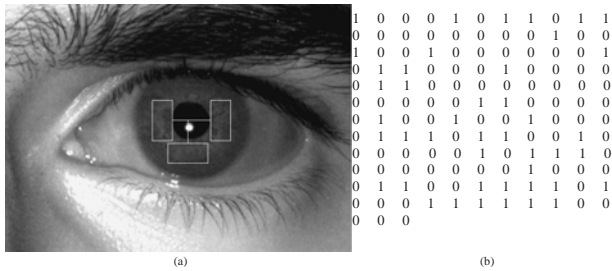 1 0 0 0 1 0 1 1 0 1 1
0 0 0 0 0 0 0 0 1 0 0
1 0 0 1 0 0 0 0 0 0 1
0 1 1 0 0 0 1 0 0 0 0
0 1 1 0 0 0 0 0 0 0 0
0 0 0 0 0 1 1 0 0 0 0
0 1 0 0 1 0 0 1 0 0 0
0 1 1 1 0 1 1 0 0 1 0
0 0 0 0 0 1 0 1 1 1 0
0 0 0 0 0 0 0 1 0 0 0
0 1 1 0 0 1 1 1 1 0 1
0 0 0 1 1 1 1 1 1 0 0
0 0 0
(a) (b)